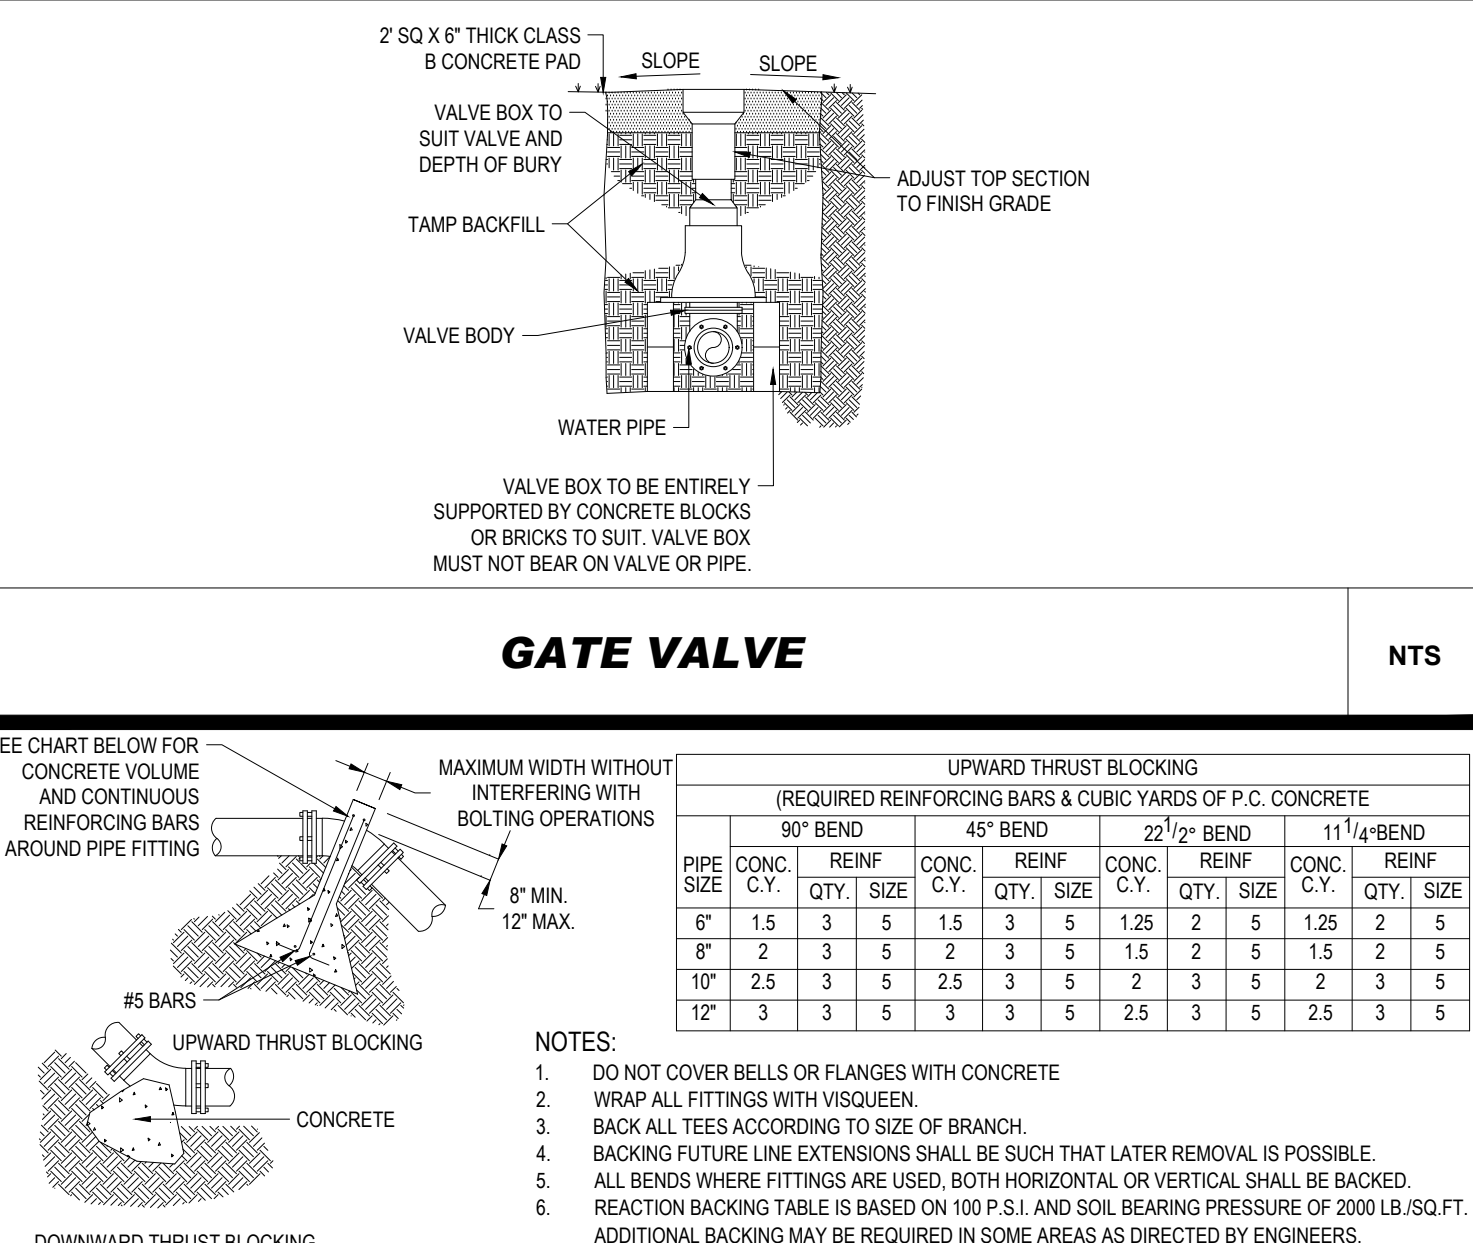 2' SQ X 6" THICK CLASS
B CONCRETE PAD
SLOPE
SLOPE
VALVE BOX TO
SUIT VALVE AND
DEPTH OF BURY
ADJUST TOP SECTION
TO FINISH GRADE
TAMP BACKFILL
VALVE BODY
WATER PIPE
VALVE BOX TO BE ENTIRELY
SUPPORTED BY CONCRETE BLOCKS
OR BRICKS TO SUIT. VALVE BOX
MUST NOT BEAR ON VALVE OR PIPE.
GATE VALVE
NTS
EE CHART BELOW FOR
CONCRETE VOLUME
AND CONTINUOUS
REINFORCING BARS
AROUND PIPE FITTING
MAXIMUM WIDTH WITHOUT
INTERFERING WITH
BOLTING OPERATIONS
8" MIN.
12" MAX.
#5 BARS
UPWARD THRUST BLOCKING
CONCRETE
DOWNWARD THRUST BLOCKING
UPWARD THRUST BLOCKING
(REQUIRED REINFORCING BARS & CUBIC YARDS OF P.C. CONCRETE
90° BEND 45° BEND 22 1/2° BEND 11 1/4°BEND
PIPE SIZE CONC. C.Y. REINF CONC. C.Y. REINF CONC. C.Y. REINF CONC. C.Y. REINF
QTY. SIZE QTY. SIZE QTY. SIZE QTY. SIZE
6" 1.5 3 5 1.5 3 5 1.25 2 5 1.25 2 5
8" 2 3 5 2 3 5 1.5 2 5 1.5 2 5
10" 2.5 3 5 2.5 3 5 2 3 5 2 3 5
12" 3 3 5 3 3 5 2.5 3 5 2.5 3 5
NOTES:
1. DO NOT COVER BELLS OR FLANGES WITH CONCRETE
2. WRAP ALL FITTINGS WITH VISQUEEN.
3. BACK ALL TEES ACCORDING TO SIZE OF BRANCH.
4. BACKING FUTURE LINE EXTENSIONS SHALL BE SUCH THAT LATER REMOVAL IS POSSIBLE.
5. ALL BENDS WHERE FITTINGS ARE USED, BOTH HORIZONTAL OR VERTICAL SHALL BE BACKED.
6. REACTION BACKING TABLE IS BASED ON 100 P.S.I. AND SOIL BEARING PRESSURE OF 2000 LB./SQ.FT.
ADDITIONAL BACKING MAY BE REQUIRED IN SOME AREAS AS DIRECTED BY ENGINEERS.